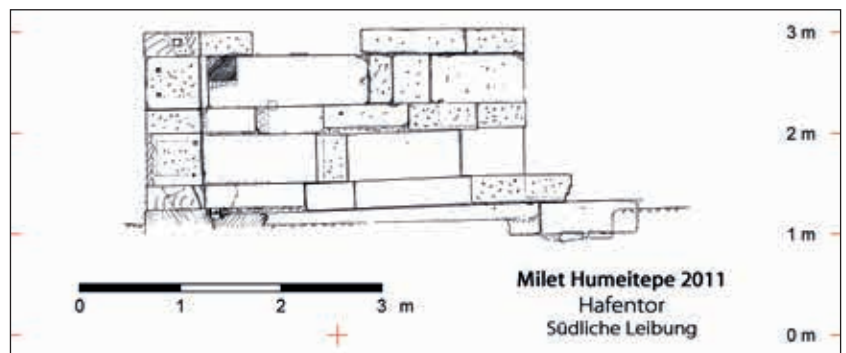 3 m
2 m
1 m
0 m
0 1 2 3 m
Milet Humeitepe 2011
Hafentor
Südliche Leibung